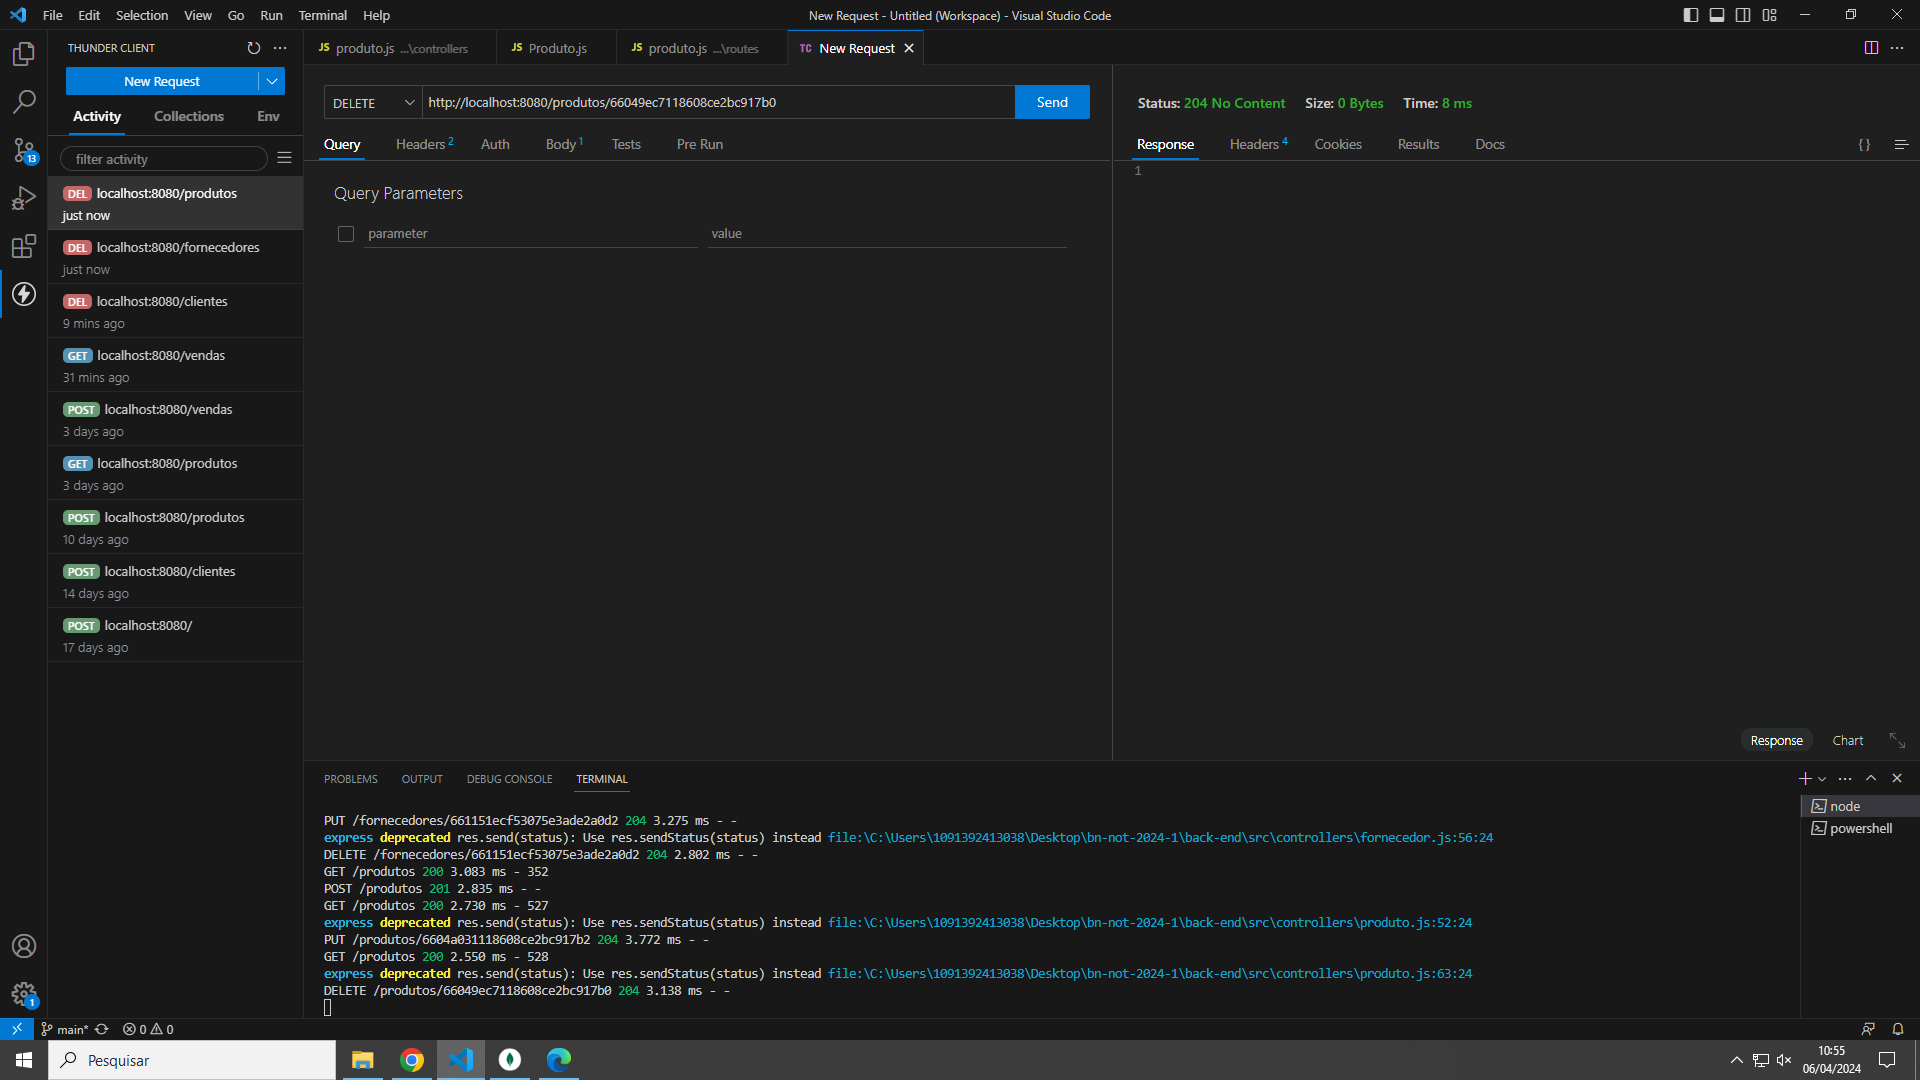 File Edit Selection View Go Run Terminal Help
New Request - Untitled (Workspace) - Visual Studio Code
THUNDER CLIENT
New Request
Activity Collections Env
filter activity
DEL localhost:8080/produtos
just now
DEL localhost:8080/fornecedores
just now
DEL localhost:8080/clientes
9 mins ago
GET localhost:8080/vendas
31 mins ago
POST localhost:8080/vendas
3 days ago
GET localhost:8080/produtos
3 days ago
POST localhost:8080/produtos
10 days ago
POST localhost:8080/clientes
14 days ago
POST localhost:8080/
17 days ago
13
1
JS produto.js ...\controllers
JS Produto.js
JS produto.js ...\routes
TC New Request
DELETE http://localhost:8080/produtos/66049ec7118608ce2bc917b0 Send
Query Headers 2 Auth Body 1 Tests Pre Run
Query Parameters
parameter value
Status: 204 No Content Size: 0 Bytes Time: 8 ms
Response Headers 4 Cookies Results Docs { }
1
Response Chart
PROBLEMS OUTPUT DEBUG CONSOLE TERMINAL
PUT /fornecedores/661151ecf53075e3ade2a0d2 204 3.275 ms - -
express deprecated res.send(status): Use res.sendStatus(status) instead file:\C:\Users\1091392413038\Desktop\bn-not-2024-1\back-end\src\controllers\fornecedor.js:56:24
DELETE /fornecedores/661151ecf53075e3ade2a0d2 204 2.802 ms - -
GET /produtos 200 3.083 ms - 352
POST /produtos 201 2.835 ms - -
GET /produtos 200 2.730 ms - 527
express deprecated res.send(status): Use res.sendStatus(status) instead file:\C:\Users\1091392413038\Desktop\bn-not-2024-1\back-end\src\controllers\produto.js:52:24
PUT /produtos/6604a031118608ce2bc917b2 204 3.772 ms - -
GET /produtos 200 2.550 ms - 528
express deprecated res.send(status): Use res.sendStatus(status) instead file:\C:\Users\1091392413038\Desktop\bn-not-2024-1\back-end\src\controllers\produto.js:63:24
DELETE /produtos/66049ec7118608ce2bc917b0 204 3.138 ms - -
node
powershell
main* 0 0
Pesquisar
10:55
06/04/2024